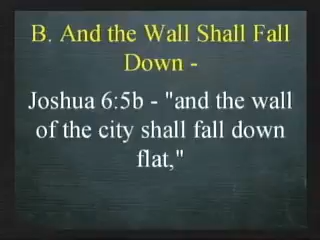 B. And the Wall Shall Fall
Down -
Joshua 6:5b - "and the wall
of the city shall fall down
flat,"